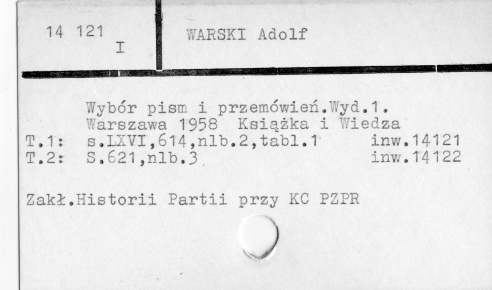 14 121
I
WARSKI Adolf
Wybór pism i przemówień.Wyd.1.
Warszawa 1958 Książka i Wiedza
T.1: s.LXVI,614,nlb.2,tabl.1 inw.14121
T.2: S.621,nlb.3 inw.14122
Zakł.Historii Partii przy KC PZPR